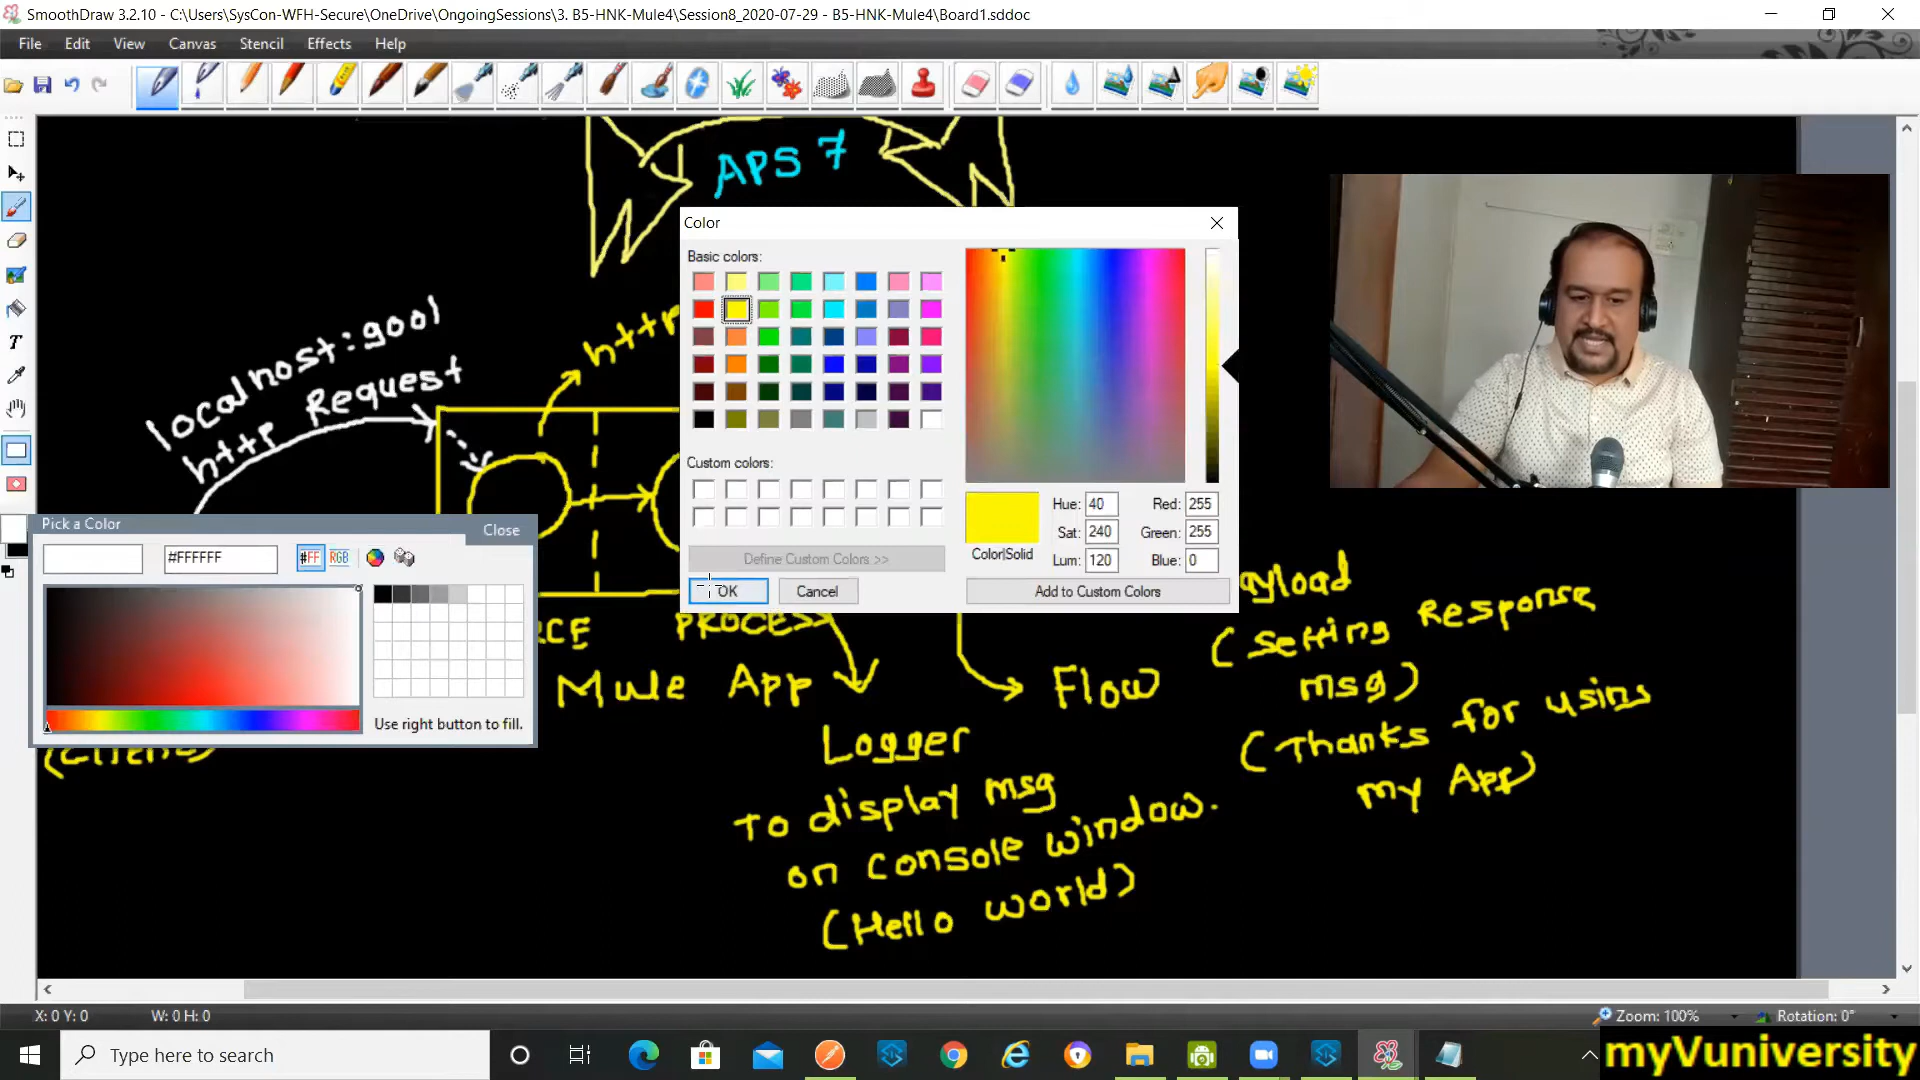 SmoothDraw 3.2.10 - C:\Users\SysCon-WFH-Secure\OneDrive\OngoingSessions\3. B5-HNK-Mule4\Session8_2020-07-29 - B5-HNK-Mule4\Board1.sddoc
File Edit View Canvas Stencil Effects Help
APS 7
Color
Basic colors:
localhost:9001
http Request
http
Custom colors:
Hue: 40 Red: 255
Sat: 240 Green: 255
Color|Solid
Lum: 120 Blue: 0
Define Custom Colors >>
OK Cancel Add to Custom Colors
Pick a Color Close
#FFFFFF #FF RGB
Use right button to fill.
ayload
(Setting Response
msg)
(Thanks for using
my App)
RCE PROCESS
Mule App
Flow
(Client)
Logger
To display msg
on console window.
(Hello world)
X: 0 Y: 0 W: 0 H: 0 Zoom: 100% Rotation: 0°
Type here to search
myVuniversity